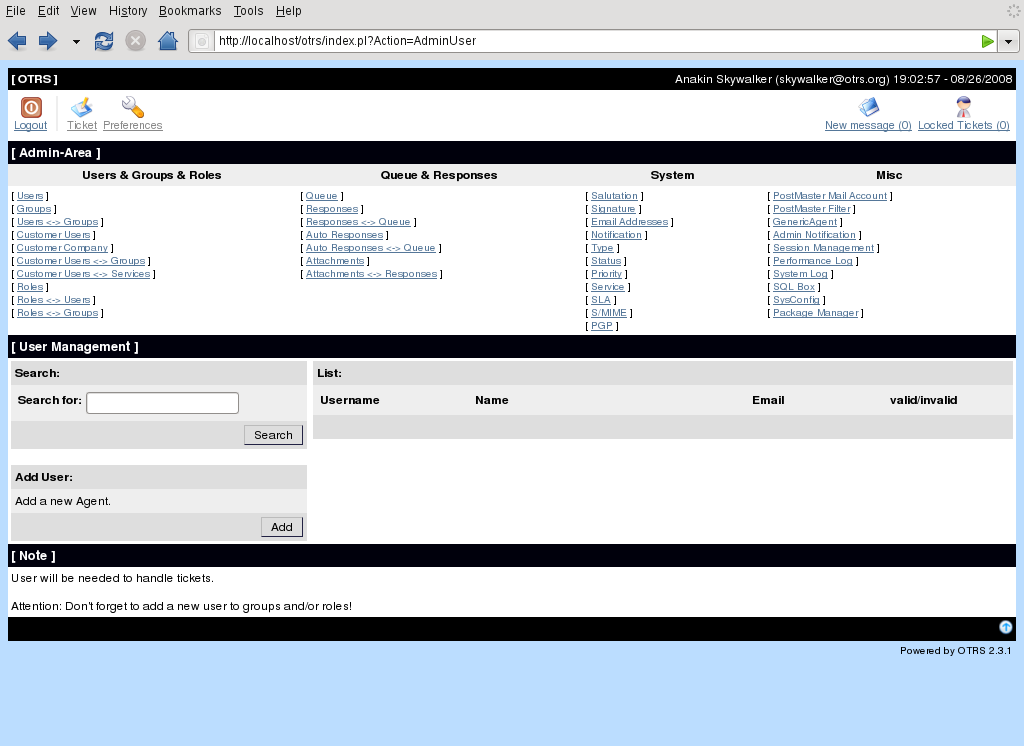 File Edit View History Bookmarks Tools Help
http://localhost/otrs/index.pl?Action=AdminUser
[ OTRS ] Anakin Skywalker (skywalker@otrs.org) 19:02:57 - 08/26/2008
Logout Ticket Preferences New message (0) Locked Tickets (0)
[ Admin-Area ]
Users & Groups & Roles Queue & Responses System Misc
[ Users ] [ Queue ] [ Salutation ] [ PostMaster Mail Account ]
[ Groups ] [ Responses ] [ Signature ] [ PostMaster Filter ]
[ Users <-> Groups ] [ Responses <-> Queue ] [ Email Addresses ] [ GenericAgent ]
[ Customer Users ] [ Auto Responses ] [ Notification ] [ Admin Notification ]
[ Customer Company ] [ Auto Responses <-> Queue ] [ Type ] [ Session Management ]
[ Customer Users <-> Groups ] [ Attachments ] [ Status ] [ Performance Log ]
[ Customer Users <-> Services ] [ Attachments <-> Responses ] [ Priority ] [ System Log ]
[ Roles ] [ Service ] [ SQL Box ]
[ Roles <-> Users ] [ SLA ] [ SysConfig ]
[ Roles <-> Groups ] [ S/MIME ] [ Package Manager ]
[ PGP ]
[ User Management ]
Search: List:
Search for: Username Name Email valid/invalid
Search
Add User:
Add a new Agent.
Add
[ Note ]
User will be needed to handle tickets.
Attention: Don't forget to add a new user to groups and/or roles!
Powered by OTRS 2.3.1